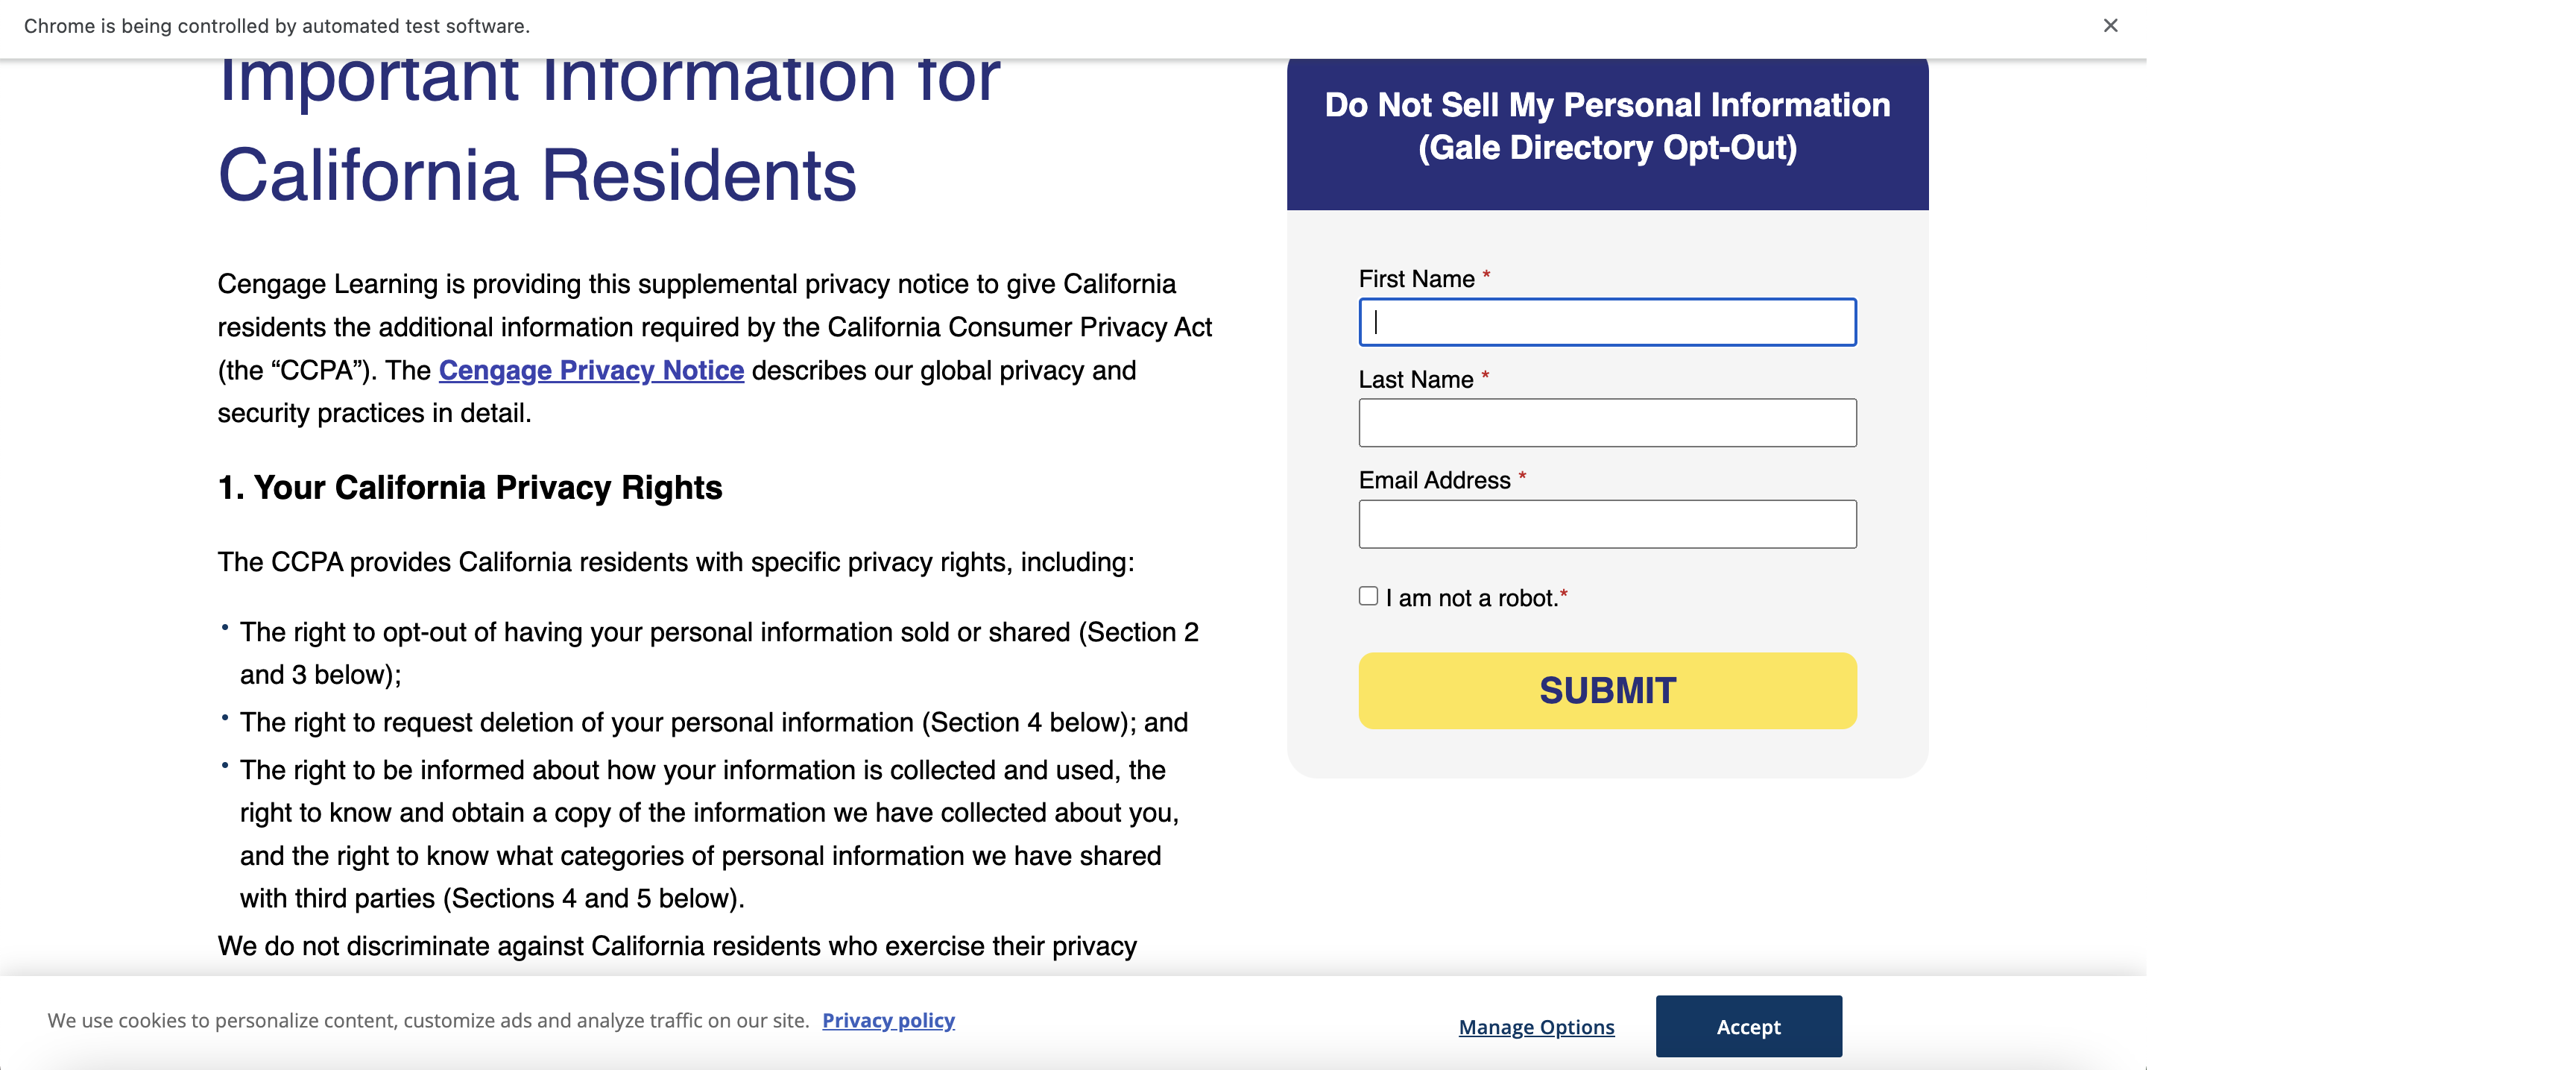 Chrome is being controlled by automated test software.
Important Information for
California Residents
Cengage Learning is providing this supplemental privacy notice to give California
residents the additional information required by the California Consumer Privacy Act
(the “CCPA”). The Cengage Privacy Notice describes our global privacy and
security practices in detail.
1. Your California Privacy Rights
The CCPA provides California residents with specific privacy rights, including:
• The right to opt-out of having your personal information sold or shared (Section 2
and 3 below);
• The right to request deletion of your personal information (Section 4 below); and
• The right to be informed about how your information is collected and used, the
right to know and obtain a copy of the information we have collected about you,
and the right to know what categories of personal information we have shared
with third parties (Sections 4 and 5 below).
We do not discriminate against California residents who exercise their privacy
Do Not Sell My Personal Information
(Gale Directory Opt-Out)
First Name *
Last Name *
Email Address *
I am not a robot.*
SUBMIT
We use cookies to personalize content, customize ads and analyze traffic on our site. Privacy policy
Manage Options
Accept